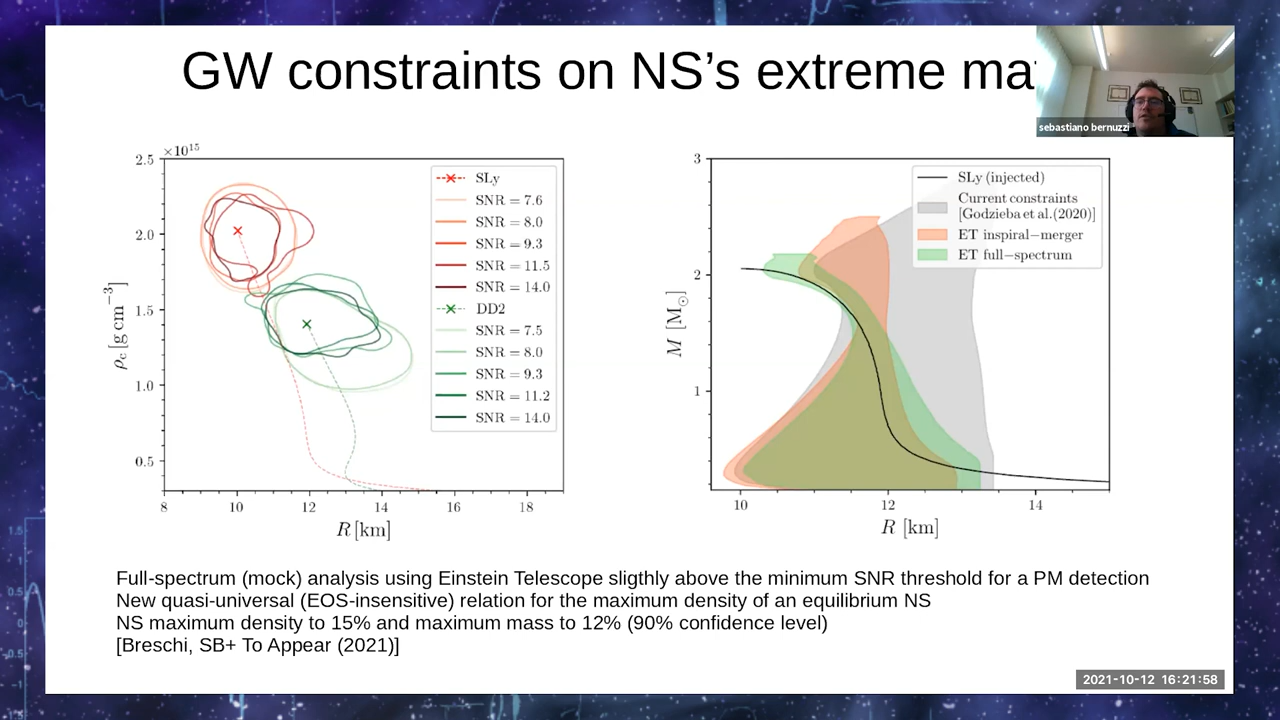 GW constraints on NS's extreme mat
sebastiano bernuzzi
×10¹⁵
2.5
2.0
1.5
1.0
0.5
ρc [g cm⁻³]
8
10
12
14
16
18
R [km]
SLy
SNR = 7.6
SNR = 8.0
SNR = 9.3
SNR = 11.5
SNR = 14.0
DD2
SNR = 7.5
SNR = 8.0
SNR = 9.3
SNR = 11.2
SNR = 14.0
3
2
1
M [M⊙]
10
12
14
R [km]
SLy (injected)
Current constraints
[Godzieba et al.(2020)]
ET inspiral−merger
ET full−spectrum
Full-spectrum (mock) analysis using Einstein Telescope sligthly above the minimum SNR threshold for a PM detection
New quasi-universal (EOS-insensitive) relation for the maximum density of an equilibrium NS
NS maximum density to 15% and maximum mass to 12% (90% confidence level)
[Breschi, SB+ To Appear (2021)]
2021-10-12 16:21:58